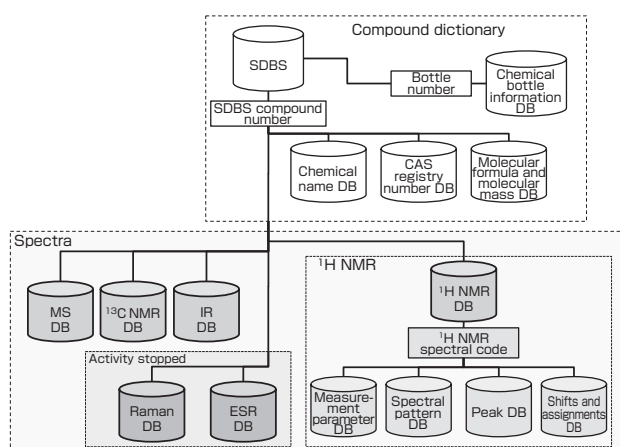 Compound dictionary
SDBS
Bottle
number
Chemical
bottle
information
DB
SDBS compound
number
Chemical
name DB
CAS
registry
number DB
Molecular
formula and
molecular
mass DB
Spectra
MS
DB
¹³C NMR
DB
IR
DB
¹H NMR
¹H NMR
DB
¹H NMR
spectral code
Activity stopped
Raman
DB
ESR
DB
Measure-
ment
parameter
DB
Spectral
pattern DB
Peak DB
Shifts and
assignments
DB